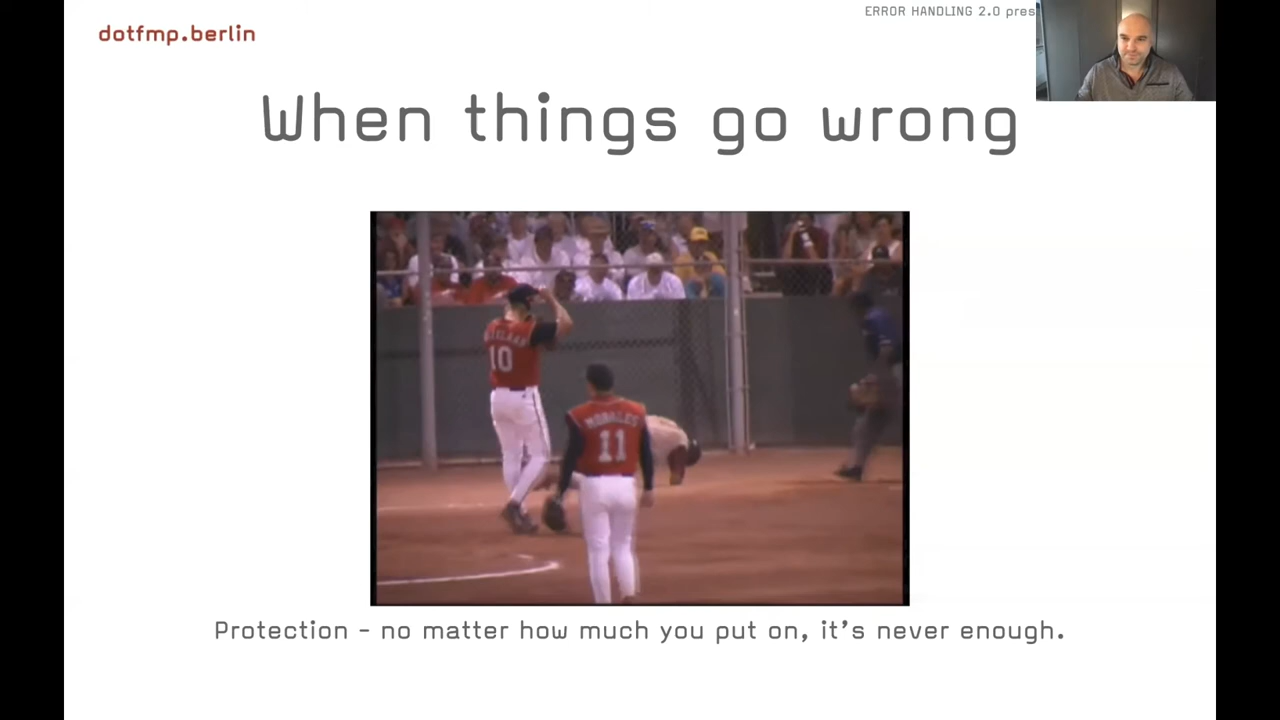 dotfmp.berlin
ERROR HANDLING 2.0 pres
When things go wrong
10
MORALES
11
Protection - no matter how much you put on, it's never enough.